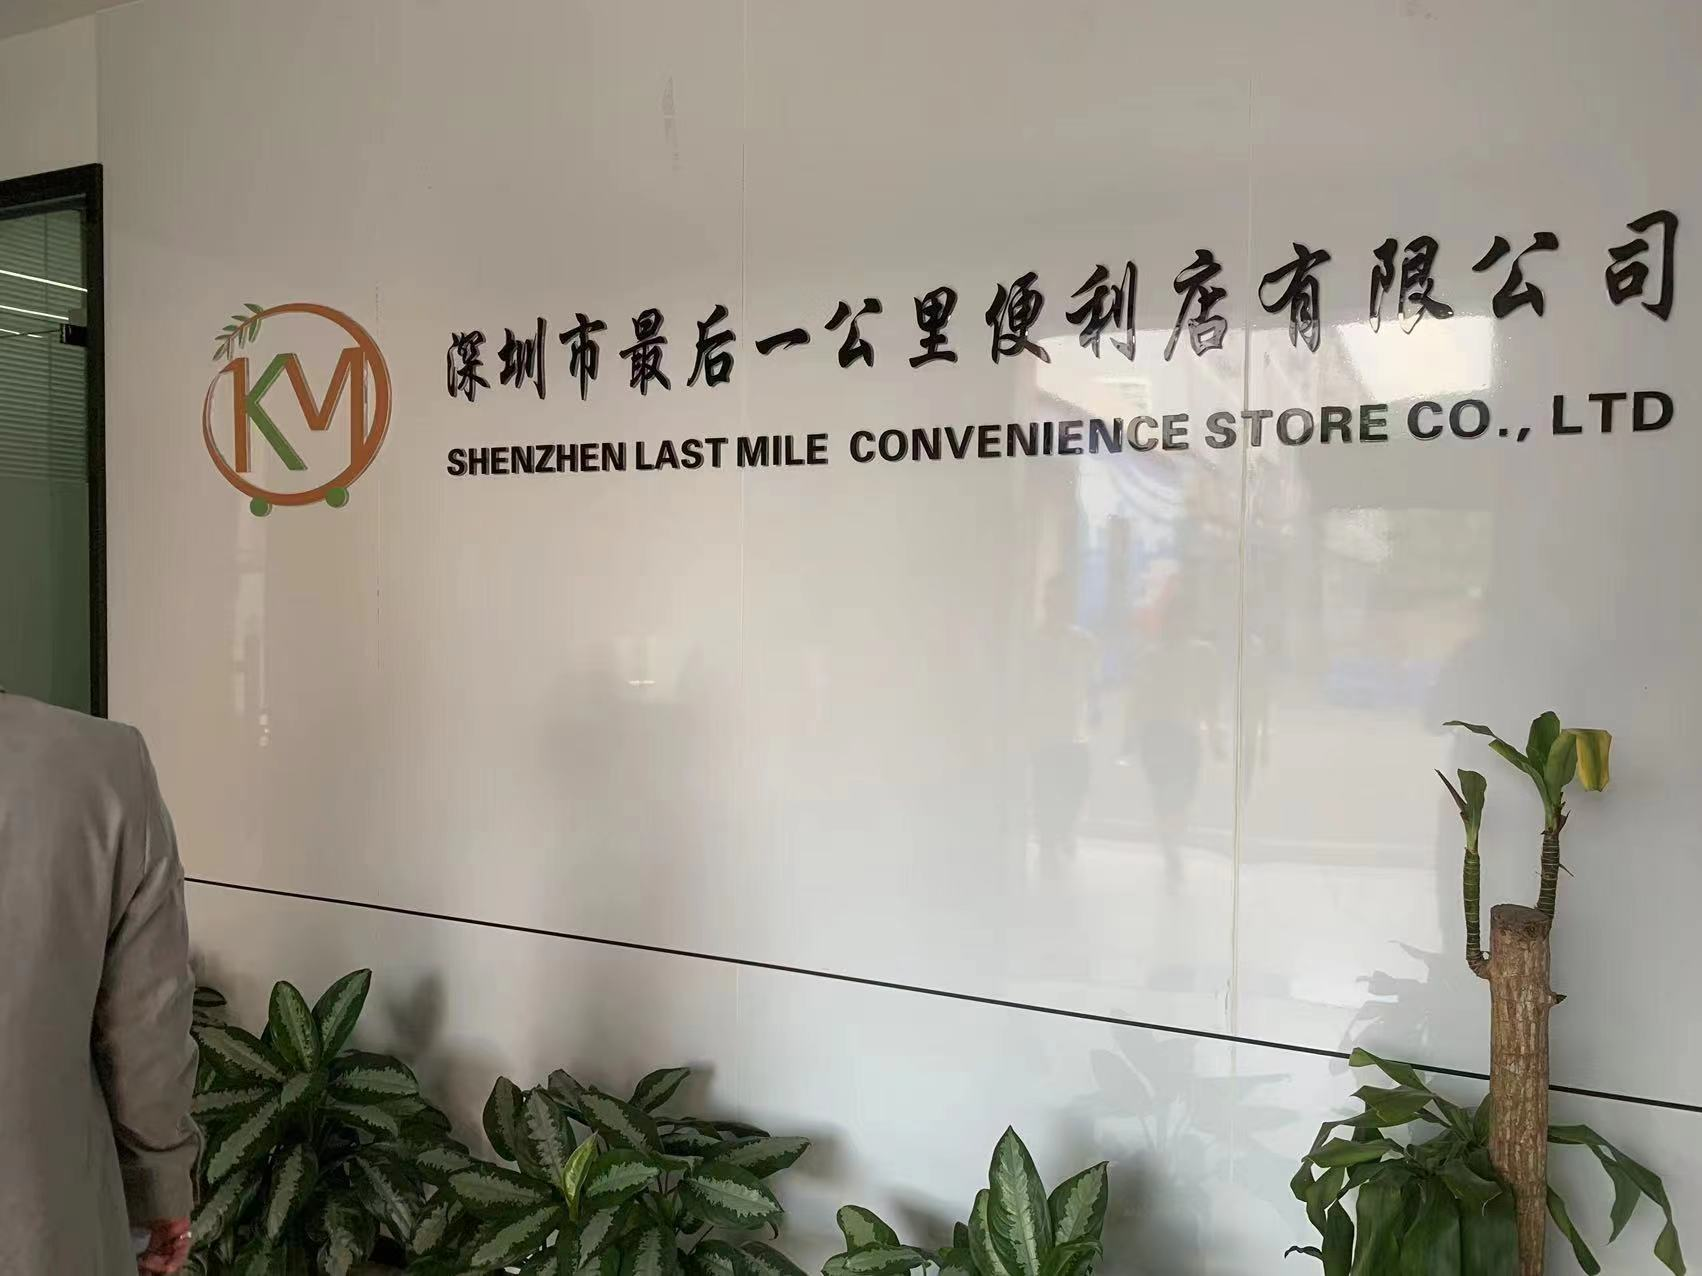 1KM
深圳市最后一公里便利店有限公司
SHENZHEN LAST MILE CONVENIENCE STORE CO., LTD